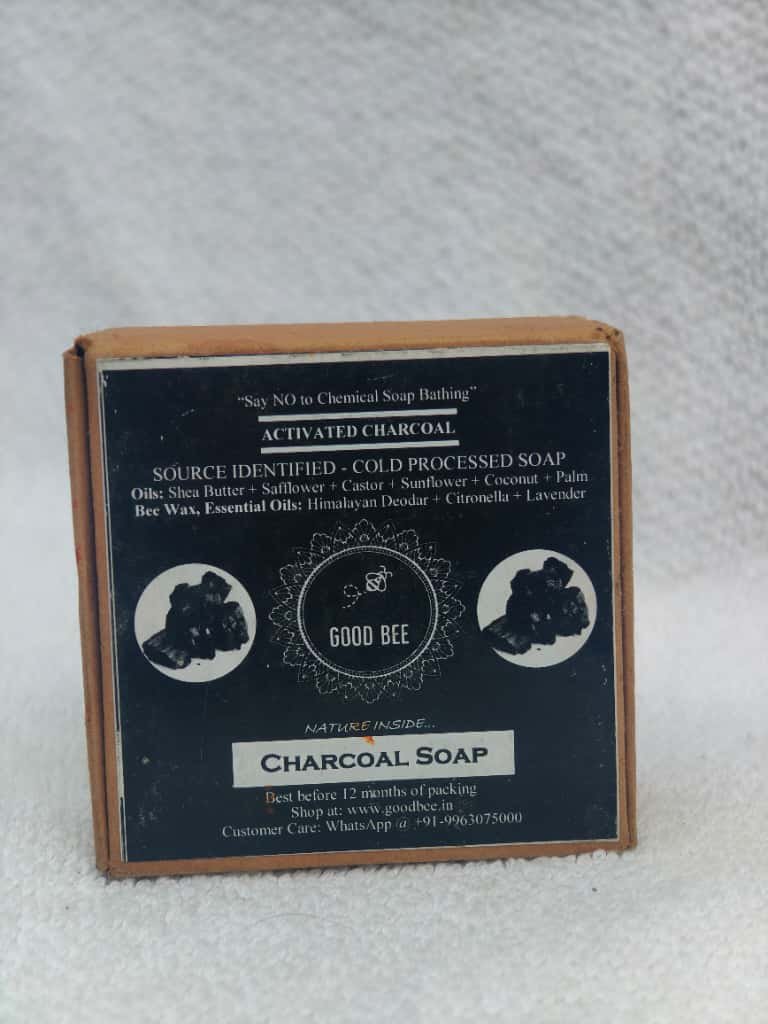 “Say NO to Chemical Soap Bathing”
ACTIVATED CHARCOAL
SOURCE IDENTIFIED - COLD PROCESSED SOAP
Oils: Shea Butter + Safflower + Castor + Sunflower + Coconut + Palm
Bee Wax, Essential Oils: Himalayan Deodar + Citronella + Lavender
GOOD BEE
NATURE INSIDE...
CHARCOAL SOAP
Best before 12 months of packing
Shop at: www.goodbee.in
Customer Care: WhatsApp @ +91-9963075000